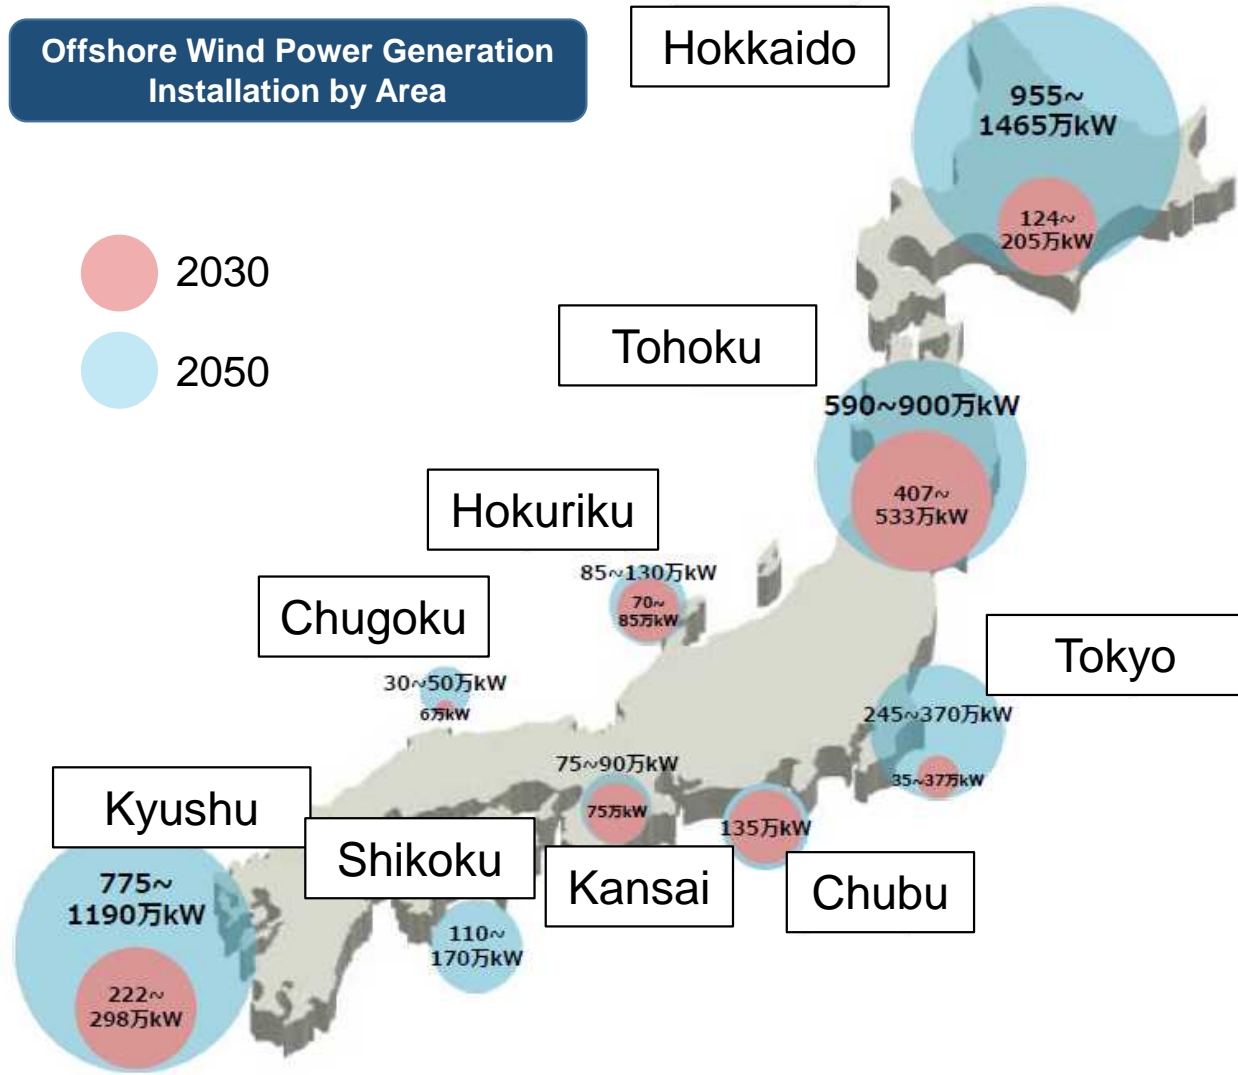 Offshore Wind Power Generation
Installation by Area
Hokkaido
955~
1465万kW
124~
205万kW
2030
2050
Tohoku
590~900万kW
407~
533万kW
Hokuriku
85~130万kW
70~
85万kW
Chugoku
30~50万kW
6万kW
Tokyo
245~370万kW
35~37万kW
75~90万kW
75万kW
Kansai
135万kW
Chubu
Kyushu
775~
1190万kW
222~
298万kW
Shikoku
110~
170万kW